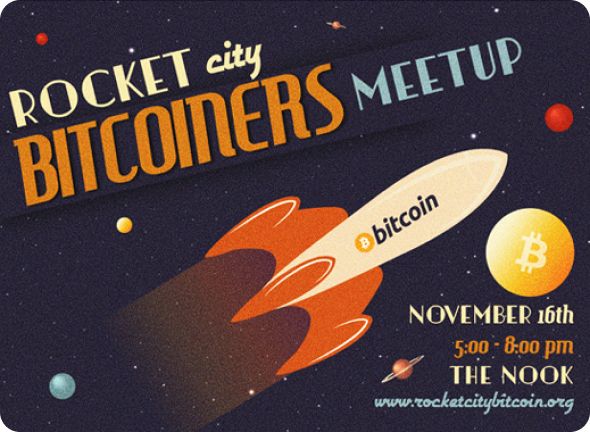 ROCKET city
BITCOINERS MEETUP
bitcoin
NOVEMBER 16th
5:00 - 8:00 pm
THE NOOK
www.rocketcitybitcoin.org